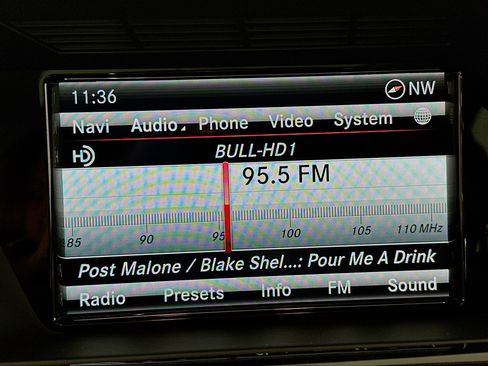 11:36 NW
Navi Audio Phone Video System
HD BULL-HD1
95.5 FM
85 90 95 100 105 110 MHz
Post Malone / Blake Shel...: Pour Me A Drink
Radio Presets Info FM Sound